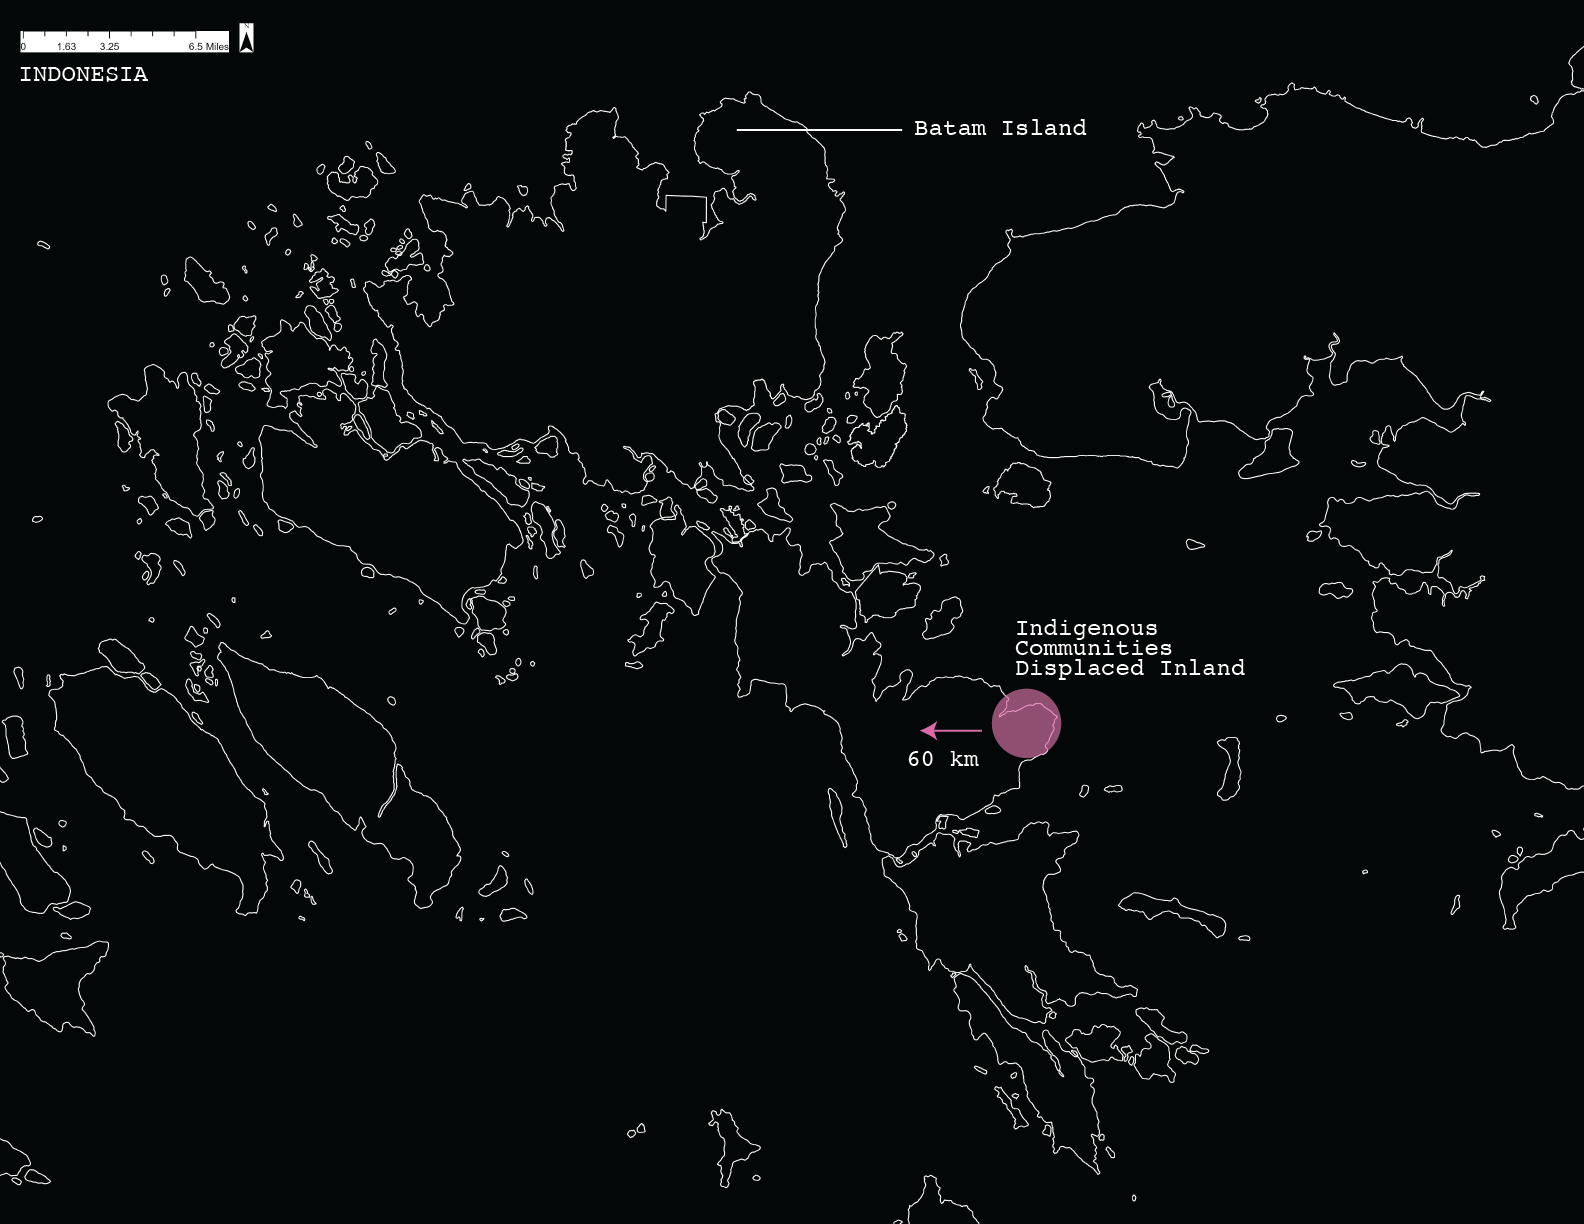 N
0 1.63 3.25 6.5 Miles
INDONESIA
Batam Island
Indigenous
Communities
Displaced Inland
60 km